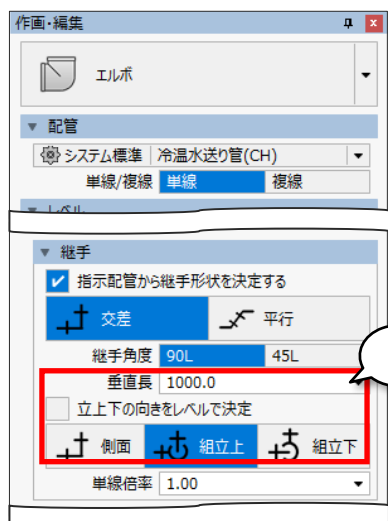 作画・編集
エルボ
配管
システム標準 冷温水送り管(CH)
単線/複線 単線 複線
レベル
継手
指示配管から継手形状を決定する
交差 平行
継手角度 90L 45L
垂直長 1000.0
立上下の向きをレベルで決定
側面 組立上 組立下
単線倍率 1.00